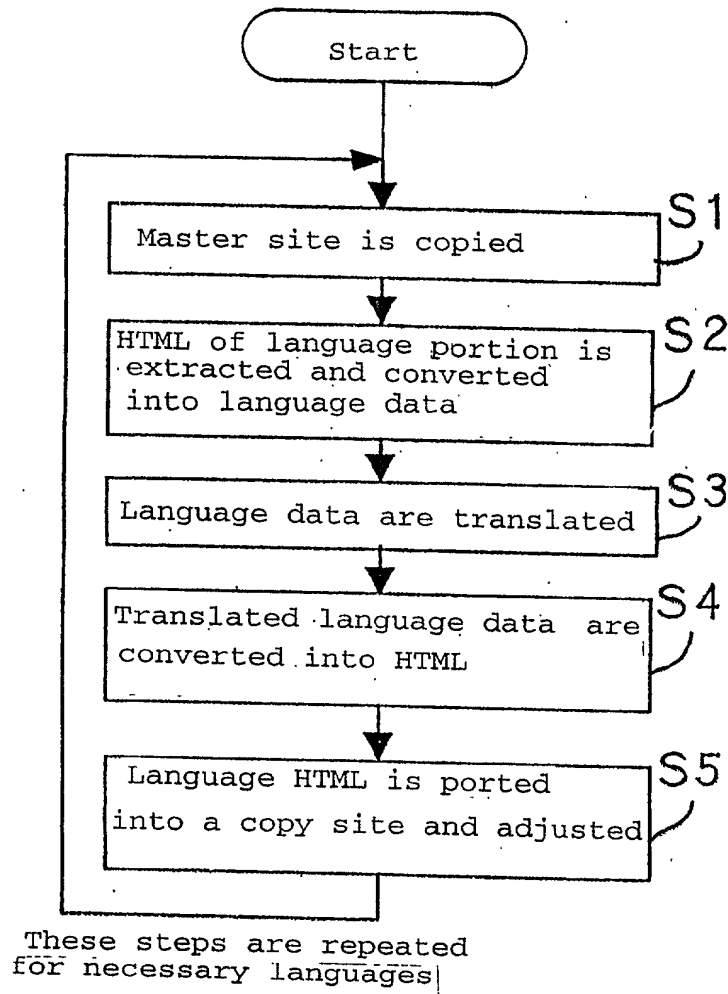 Start
S1
Master site is copied
S2
HTML of language portion is
extracted and converted
into language data
S3
Language data are translated
S4
Translated language data are
converted into HTML
S5
Language HTML is ported
into a copy site and adjusted
These steps are repeated
for necessary languages